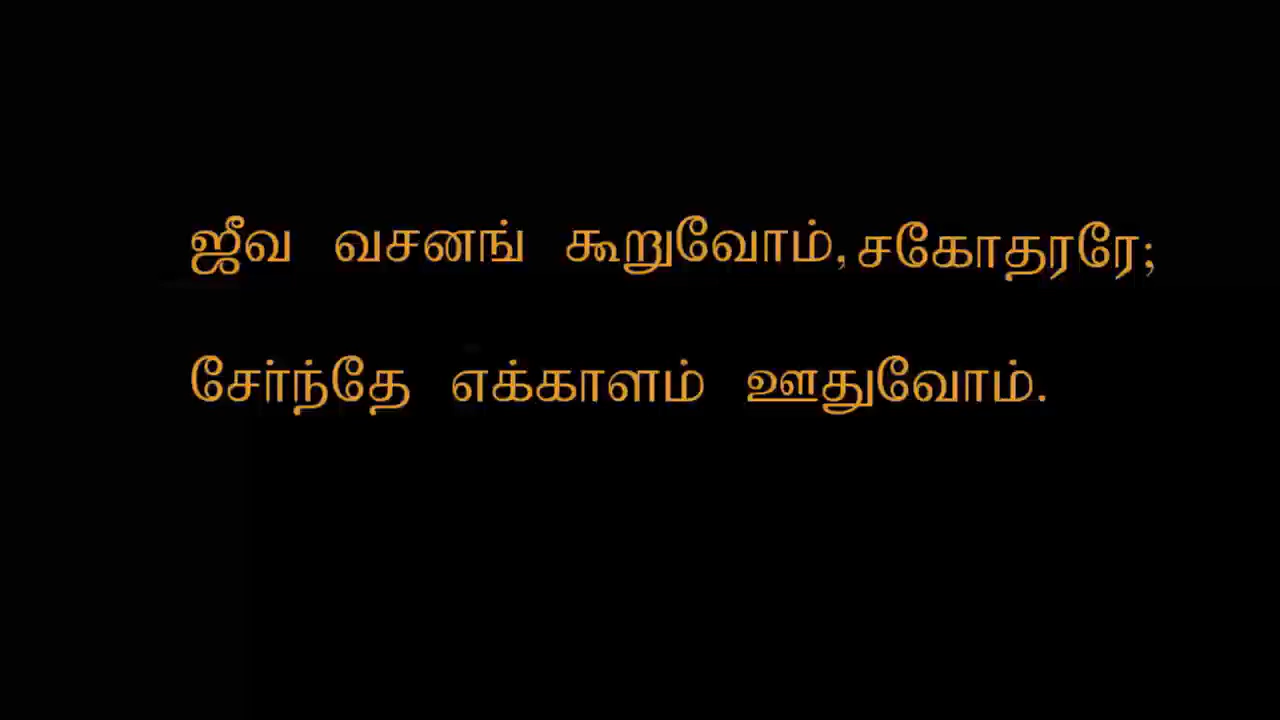 ஜீவ வசனங் கூறுவோம், சகோதரரே;
சேர்ந்தே எக்காளம் ஊதுவோம்.